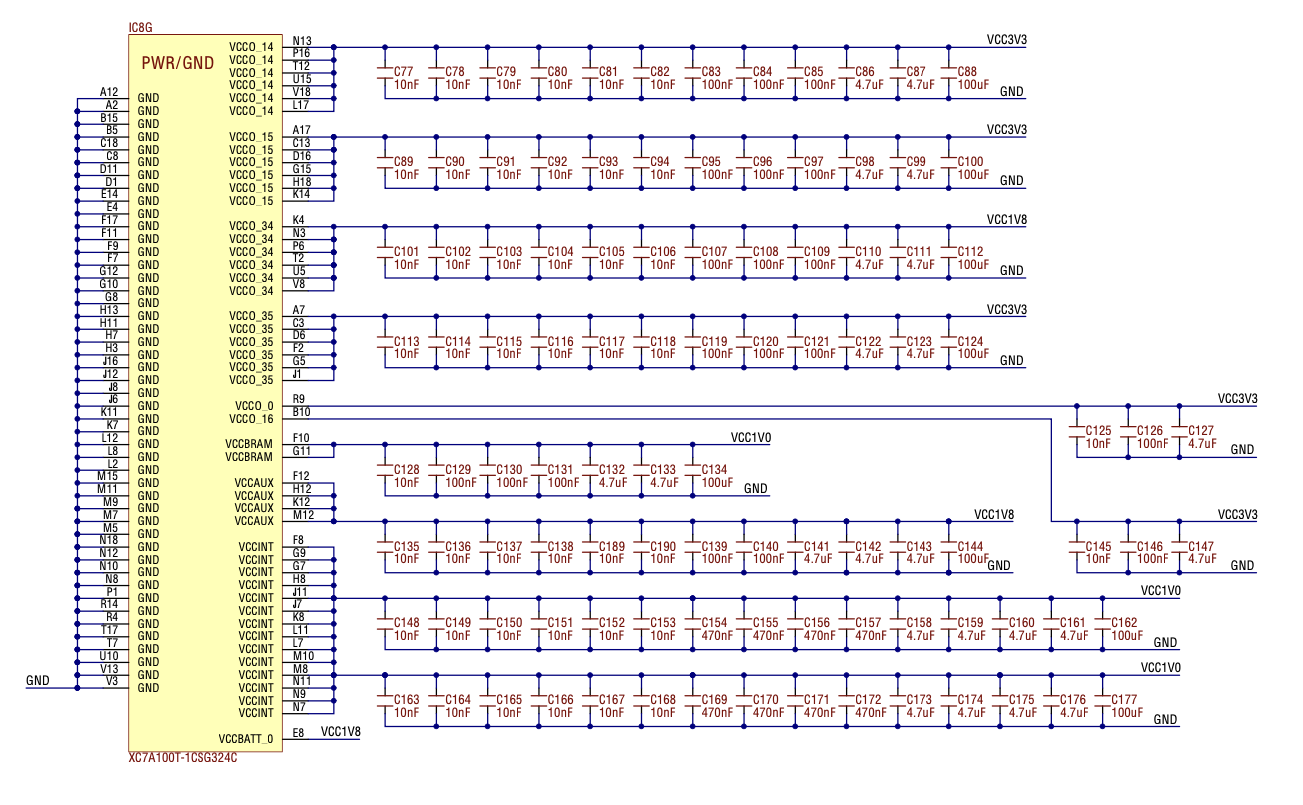 IC8G
PWR/GND
VCCO_14 N13 VCC3V3
VCCO_14 P16
VCCO_14 T12
C77 C78 C79 C80 C81 C82 C83 C84 C85 C86 C87 C88
10nF 10nF 10nF 10nF 10nF 10nF 100nF 100nF 100nF 4.7uF 4.7uF 100uF
VCCO_14 U15
A12 GND VCCO_14 V18 GND
A2 GND VCCO_14 L17
B15 GND
B5 GND VCCO_15 A17 VCC3V3
C18 GND VCCO_15 C13
C8 GND VCCO_15 D16
C89 C90 C91 C92 C93 C94 C95 C96 C97 C98 C99 C100
10nF 10nF 10nF 10nF 10nF 10nF 100nF 100nF 100nF 4.7uF 4.7uF 100uF
D11 GND VCCO_15 G15
D1 GND VCCO_15 H18 GND
E14 GND VCCO_15 K14
E4 GND
F17 GND VCCO_34 K4 VCC1V8
F11 GND VCCO_34 N3
F9 GND VCCO_34 P6
C101 C102 C103 C104 C105 C106 C107 C108 C109 C110 C111 C112
10nF 10nF 10nF 10nF 10nF 10nF 100nF 100nF 100nF 4.7uF 4.7uF 100uF
F7 GND VCCO_34 T2
G12 GND VCCO_34 U5 GND
G10 GND VCCO_34 V8
G8 GND
H13 GND VCCO_35 A7 VCC3V3
H11 GND VCCO_35 C3
H7 GND VCCO_35 D6
C113 C114 C115 C116 C117 C118 C119 C120 C121 C122 C123 C124
10nF 10nF 10nF 10nF 10nF 10nF 100nF 100nF 100nF 4.7uF 4.7uF 100uF
H3 GND VCCO_35 F2
J16 GND VCCO_35 G5 GND
J12 GND VCCO_35 J1
J8 GND
J6 GND VCCO_0 R9 VCC3V3
K11 GND VCCO_16 B10
K7 GND
C125 C126 C127
10nF 100nF 4.7uF
L12 GND VCCBRAM F10 VCC1V0
L8 GND VCCBRAM G11 GND
L2 GND
C128 C129 C130 C131 C132 C133 C134
10nF 100nF 100nF 100nF 4.7uF 4.7uF 100uF
M15 GND VCCAUX F12
M11 GND VCCAUX H12 GND
M9 GND VCCAUX K12
M7 GND VCCAUX M12 VCC1V8 VCC3V3
M5 GND
N18 GND VCCINT F8
C135 C136 C137 C138 C189 C190 C139 C140 C141 C142 C143 C144 C145 C146 C147
10nF 10nF 10nF 10nF 10nF 10nF 100nF 100nF 4.7uF 4.7uF 4.7uF 100uF 10nF 100nF 4.7uF
N12 GND VCCINT G9
N10 GND VCCINT G7 GND GND
N8 GND VCCINT H8
P1 GND VCCINT J11 VCC1V0
R14 GND VCCINT J7
R4 GND VCCINT K8
C148 C149 C150 C151 C152 C153 C154 C155 C156 C157 C158 C159 C160 C161 C162
10nF 10nF 10nF 10nF 10nF 10nF 470nF 470nF 470nF 470nF 4.7uF 4.7uF 4.7uF 4.7uF 100uF
T17 GND VCCINT L11
T7 GND VCCINT L7 GND
U10 GND VCCINT M10
V13 GND VCCINT M8 VCC1V0
GND V3 GND VCCINT N11
VCCINT N9
C163 C164 C165 C166 C167 C168 C169 C170 C171 C172 C173 C174 C175 C176 C177
10nF 10nF 10nF 10nF 10nF 10nF 470nF 470nF 470nF 470nF 4.7uF 4.7uF 4.7uF 4.7uF 100uF
VCCINT N7
GND
VCCBATT_0 E8 VCC1V8
XC7A100T-1CSG324C